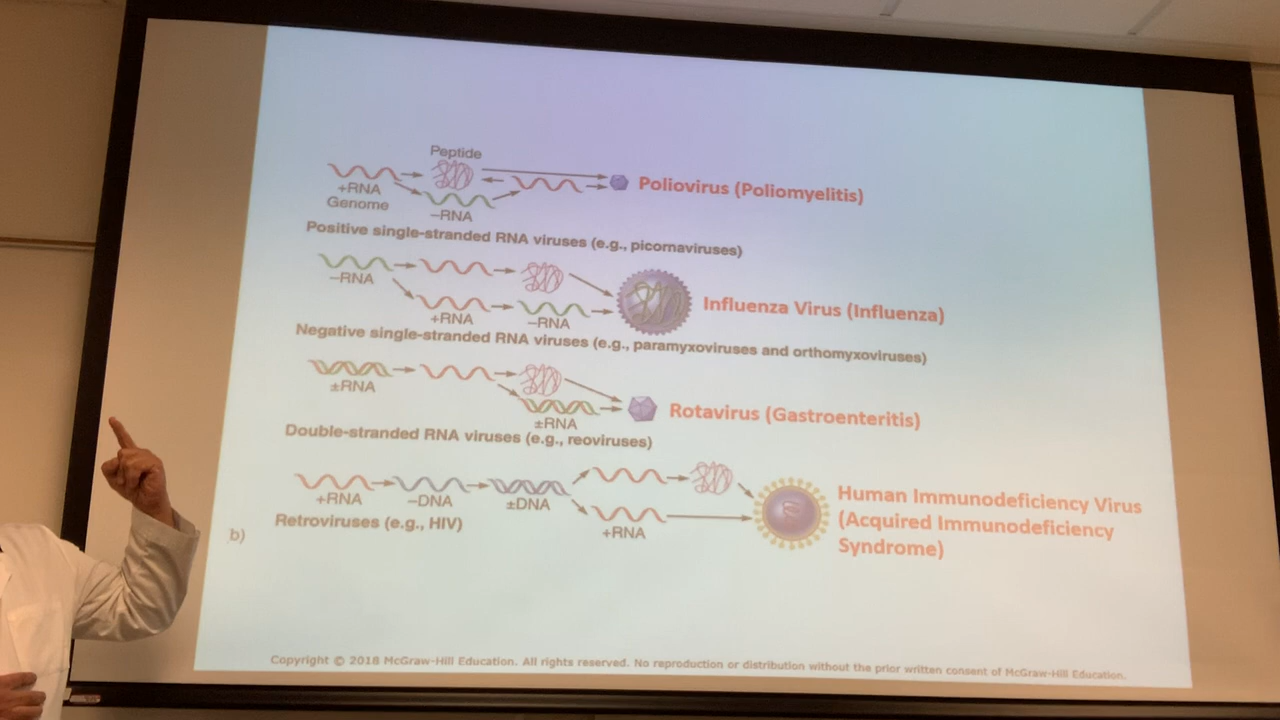 Peptide
+RNA
Genome
−RNA
Poliovirus (Poliomyelitis)
Positive single-stranded RNA viruses (e.g., picornaviruses)
−RNA
+RNA
−RNA
Influenza Virus (Influenza)
Negative single-stranded RNA viruses (e.g., paramyxoviruses and orthomyxoviruses)
±RNA
±RNA
Rotavirus (Gastroenteritis)
Double-stranded RNA viruses (e.g., reoviruses)
+RNA
−DNA
±DNA
+RNA
Human Immunodeficiency Virus
(Acquired Immunodeficiency
Syndrome)
Retroviruses (e.g., HIV)
b)
Copyright © 2018 McGraw-Hill Education. All rights reserved. No reproduction or distribution without the prior written consent of McGraw-Hill Education.